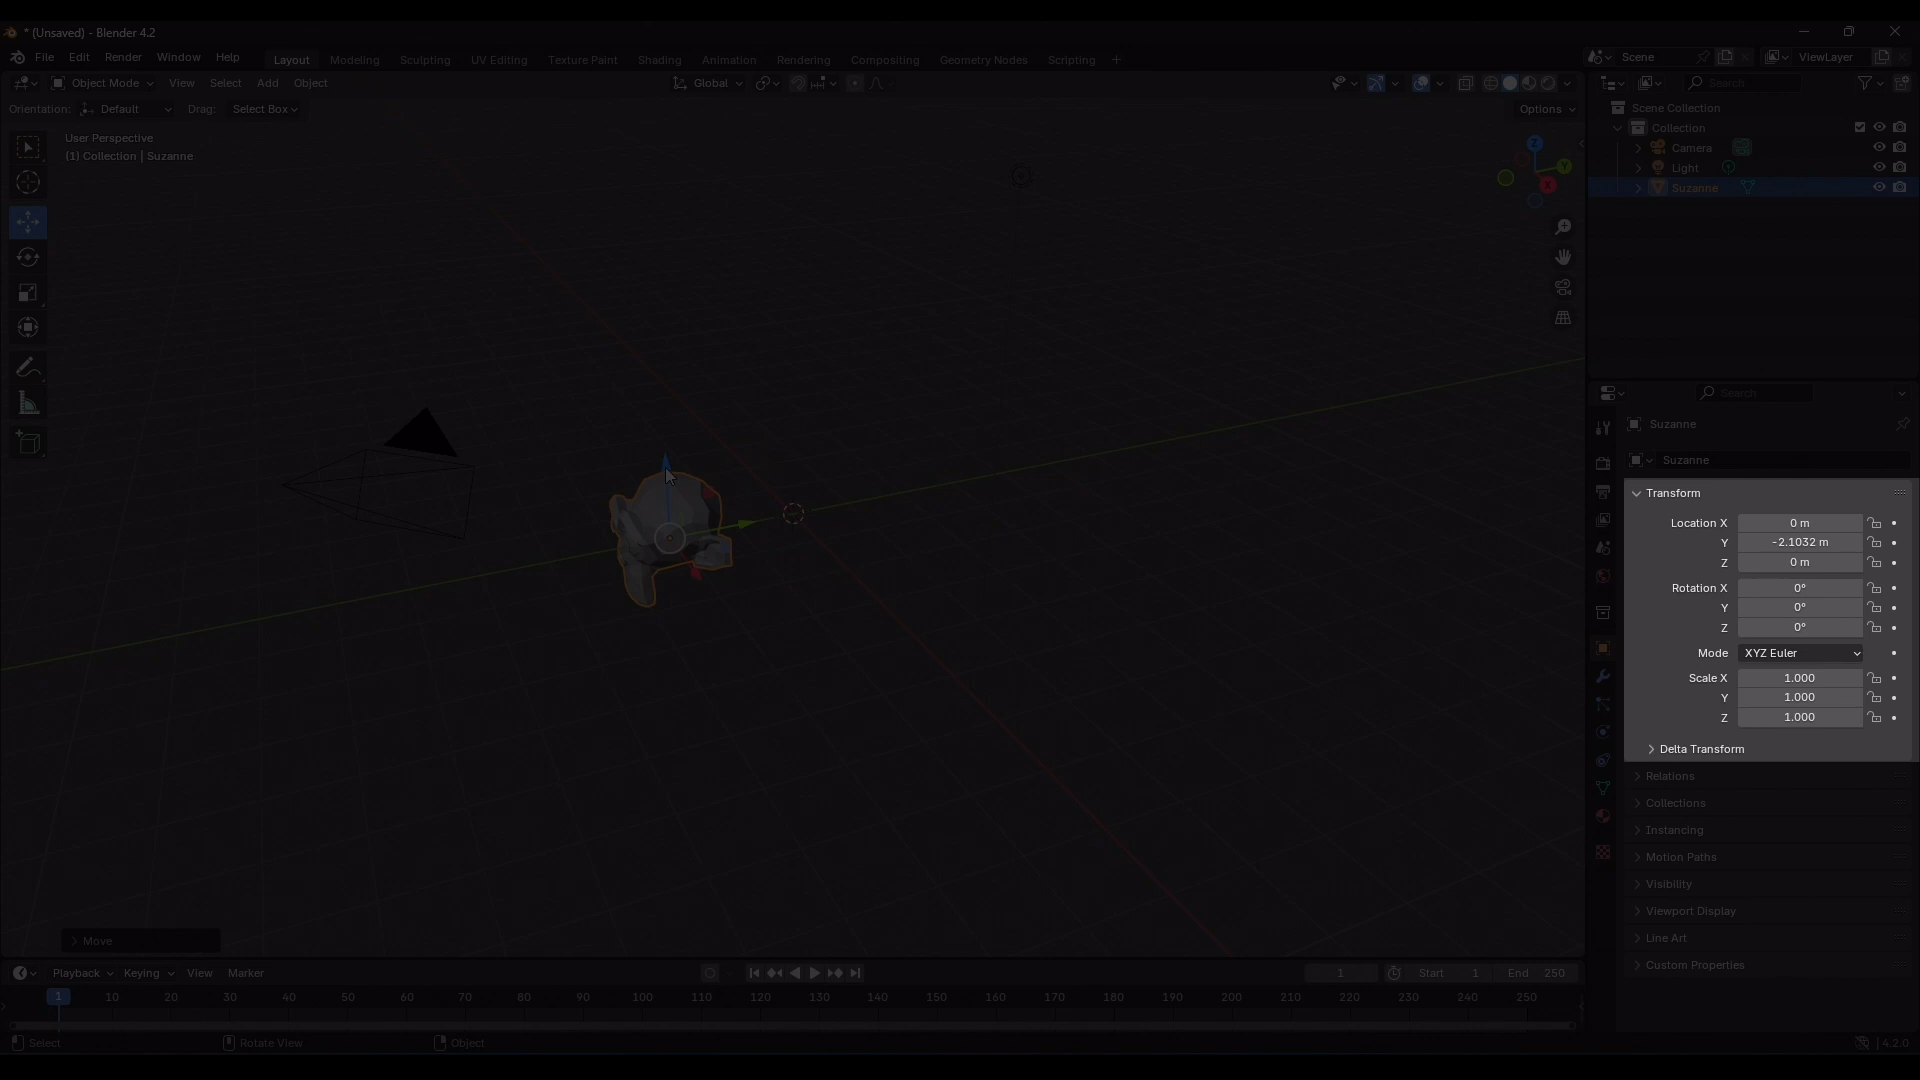 * (Unsaved) - Blender 4.2
File Edit Render Window Help
Layout Modeling Sculpting UV Editing Texture Paint Shading Animation Rendering Compositing Geometry Nodes Scripting +
Scene
ViewLayer
Object Mode View Select Add Object
Global
Search
Orientation: Default Drag: Select Box
Options
User Perspective
(1) Collection | Suzanne
Z
Y
X
Scene Collection
Collection
Camera
Light
Suzanne
Search
Suzanne
Suzanne
Transform
Location X 0 m
Y -2.1032 m
Z 0 m
Rotation X 0°
Y 0°
Z 0°
Mode XYZ Euler
Scale X 1.000
Y 1.000
Z 1.000
Delta Transform
Relations
Collections
Instancing
Motion Paths
Visibility
Viewport Display
Line Art
Custom Properties
Move
Playback Keying View Marker
1 Start 1 End 250
1 10 20 30 40 50 60 70 80 90 100 110 120 130 140 150 160 170 180 190 200 210 220 230 240 250
Select Rotate View Object
4.2.0